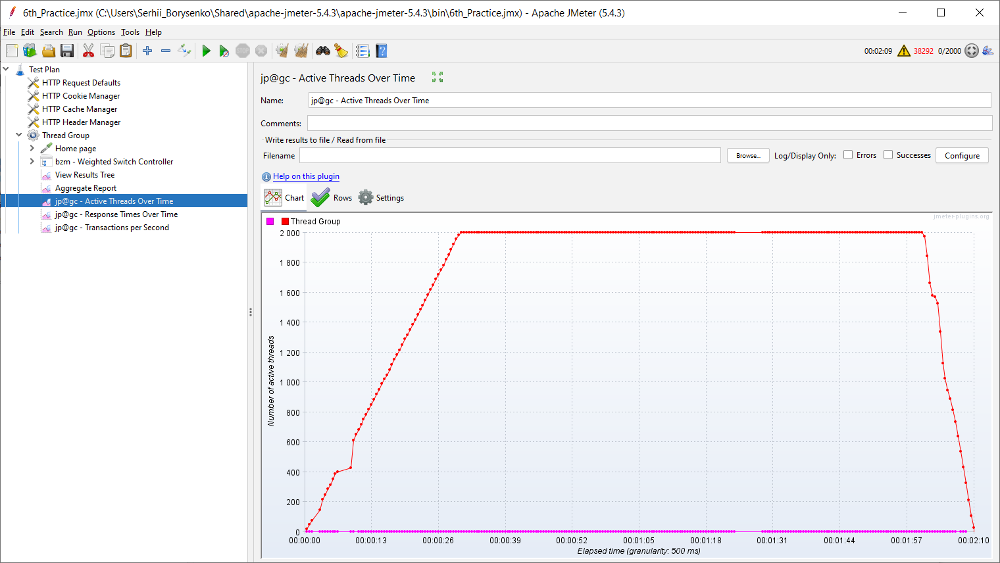 6th_Practice.jmx (C:\Users\Serhii_Borysenko\Shared\apache-jmeter-5.4.3\apache-jmeter-5.4.3\bin\6th_Practice.jmx) - Apache JMeter (5.4.3)
File Edit Search Run Options Tools Help
STOP ? 00:02:09 38292 0/2000
Test Plan
HTTP Request Defaults
HTTP Cookie Manager
HTTP Cache Manager
HTTP Header Manager
Thread Group
Home page
bzm - Weighted Switch Controller
View Results Tree
Aggregate Report
jp@gc - Active Threads Over Time
jp@gc - Response Times Over Time
jp@gc - Transactions per Second
jp@gc - Active Threads Over Time
Name: jp@gc - Active Threads Over Time
Comments:
Write results to file / Read from file
Filename Browse... Log/Display Only: Errors Successes Configure
Help on this plugin
Chart Rows Settings
jmeter-plugins.org
Thread Group
2 000
1 800
1 600
1 400
1 200
1 000
800
600
400
200
0
Number of active threads
00:00:00 00:00:13 00:00:26 00:00:39 00:00:52 00:01:05 00:01:18 00:01:31 00:01:44 00:01:57 00:02:10
Elapsed time (granularity: 500 ms)